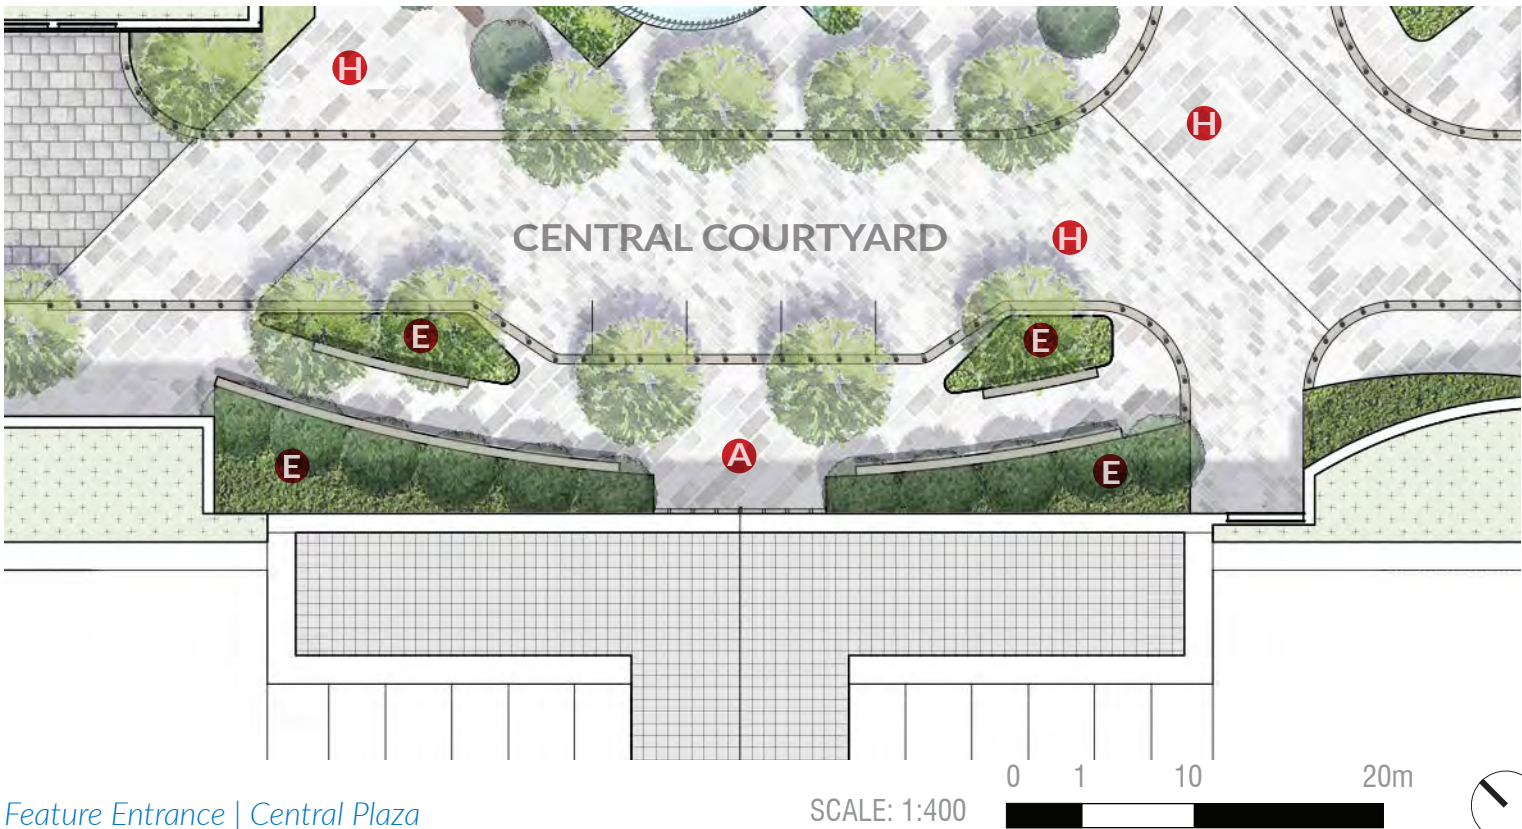 H
H
CENTRAL COURTYARD H
E E
A
E E
0 1 10 20m
SCALE: 1:400
Feature Entrance | Central Plaza